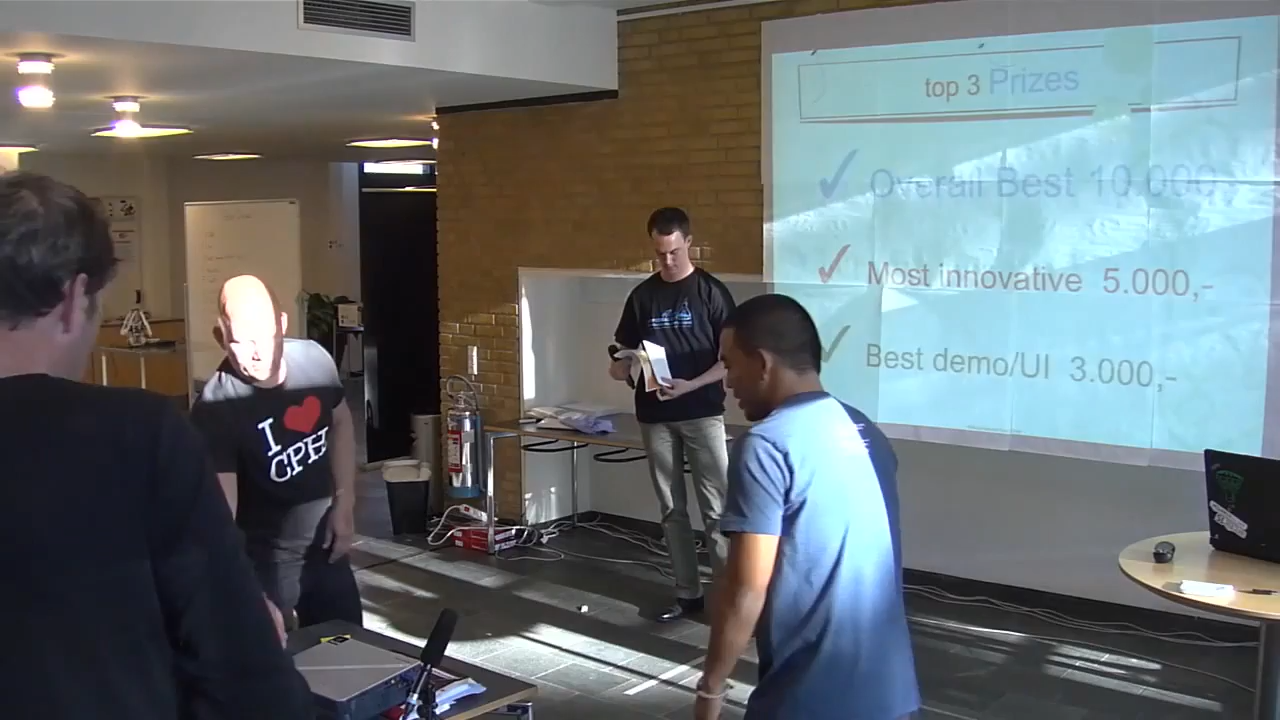 top 3 Prizes
✓ Overall Best 10.000,-
✓ Most innovative 5.000,-
✓ Best demo/UI 3.000,-
I ❤
CPH